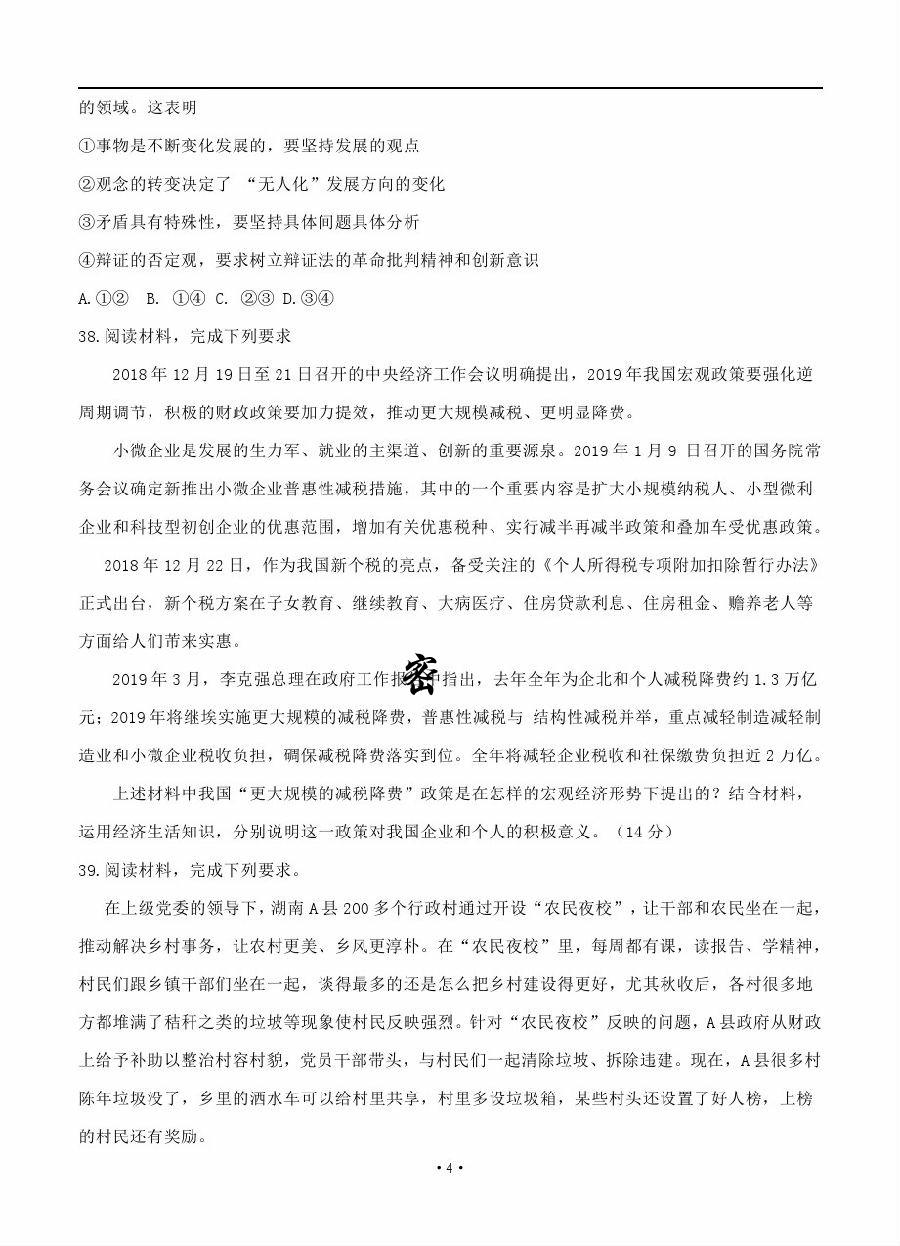 的领域。这表明
①事物是不断变化发展的，要坚持发展的观点
②观念的转变决定了 “无人化”发展方向的变化
③矛盾具有特殊性，要坚持具体间题具体分析
④辩证的否定观，要求树立辩证法的革命批判精神和创新意识
A.①② B. ①④ C. ②③ D.③④
38.阅读材料，完成下列要求
2018年12月19日至21日召开的中央经济工作会议明确提出，2019年我国宏观政策要强化逆
周期调节，积极的财政政策要加力提效，推动更大规模减税、更明显降费。
小微企业是发展的生力军、就业的主渠道、创新的重要源泉。2019年1月9 日召开的国务院常
务会议确定新推出小微企业普惠性减税措施，其中的一个重要内容是扩大小规模纳税人、小型微利
企业和科技型初创企业的优惠范围，增加有关优惠税种、实行减半再减半政策和叠加车受优惠政策。
2018年12月22日，作为我国新个税的亮点，备受关注的《个人所得税专项附加扣除暂行办法》
正式出台，新个税方案在子女教育、继续教育、大病医疗、住房贷款利息、住房租金、赡养老人等
方面给人们带来实惠。
2019年3月，李克强总理在政府工作报密中指出，去年全年为企北和个人减税降费约1.3万亿
元；2019年将继埃实施更大规模的减税降费，普惠性减税与 结构性减税并举，重点减轻制造减轻制
造业和小微企业税收负担，碉保减税降费落实到位。全年将减轻企业税收和社保缴费负担近2万亿。
上述材料中我国“更大规模的减税降费”政策是在怎样的宏观经济形势下提出的？结合材料，
运用经济生活知识，分别说明这一政策对我国企业和个人的积极意义。（14分）
39.阅读材料，完成下列要求。
在上级党委的领导下，湖南A县200多个行政村通过开设“农民夜校”，让干部和农民坐在一起，
推动解决乡村事务，让农村更美、乡风更淳朴。在“农民夜校”里，每周都有课，读报告、学精神，
村民们跟乡镇干部们坐在一起，谈得最多的还是怎么把乡村建设得更好，尤其秋收后，各村很多地
方都堆满了秸秆之类的垃圾等现象使村民反映强烈。针对“农民夜校”反映的问题，A县政府从财政
上给予补助以整治村容村貌，党员干部带头，与村民们一起清除垃圾、拆除违建。现在，A县很多村
陈年垃圾没了，乡里的洒水车可以给村里共享，村里多设垃圾箱，某些村头还设置了好人榜，上榜
的村民还有奖励。
·4·